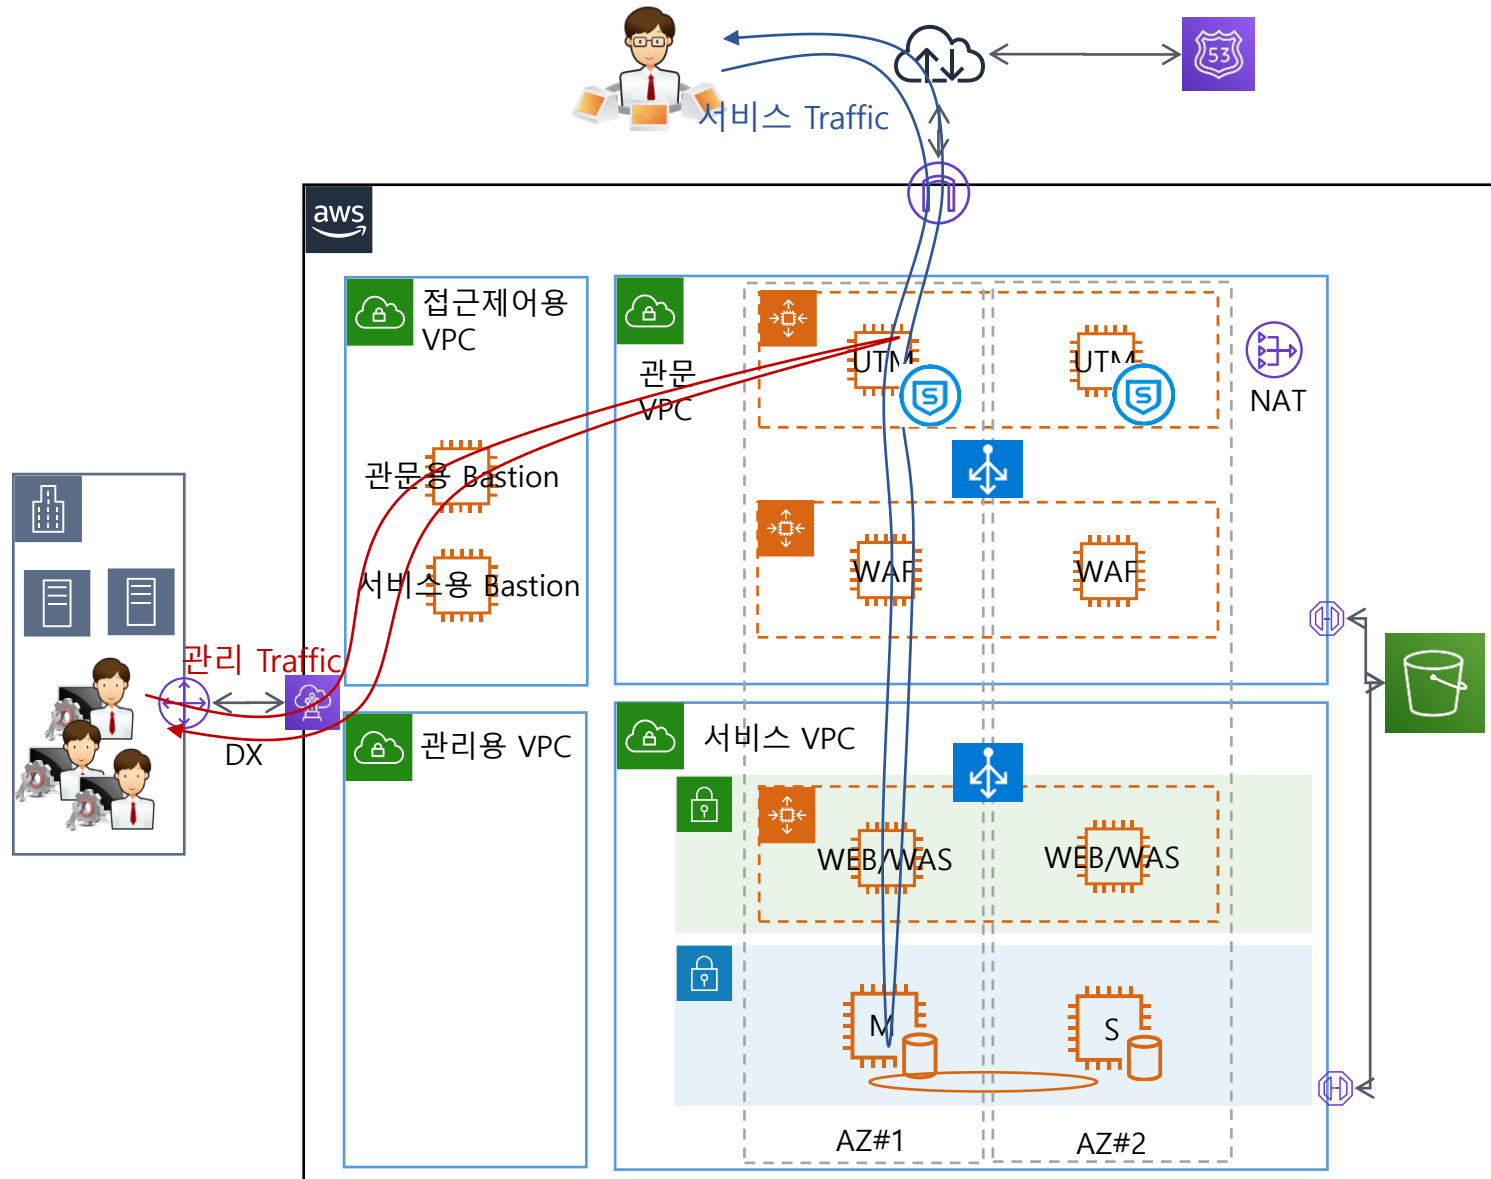 53
서비스 Traffic
aws
접근제어용
VPC
관문
VPC
UTM
UTM
NAT
관문용 Bastion
서비스용 Bastion
WAF
WAF
관리 Traffic
DX
관리용 VPC
서비스 VPC
WEB/WAS
WEB/WAS
M
S
AZ#1
AZ#2